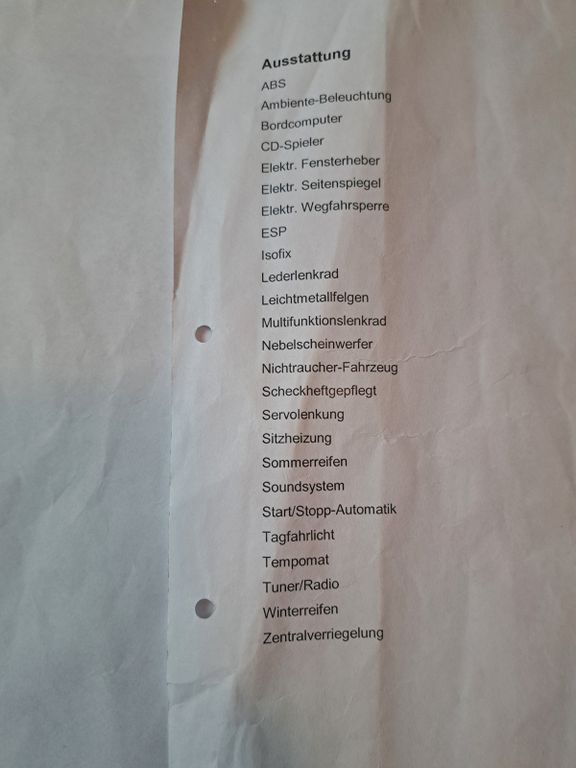 Ausstattung
ABS
Ambiente-Beleuchtung
Bordcomputer
CD-Spieler
Elektr. Fensterheber
Elektr. Seitenspiegel
Elektr. Wegfahrsperre
ESP
Isofix
Lederlenkrad
Leichtmetallfelgen
Multifunktionslenkrad
Nebelscheinwerfer
Nichtraucher-Fahrzeug
Scheckheftgepflegt
Servolenkung
Sitzheizung
Sommerreifen
Soundsystem
Start/Stopp-Automatik
Tagfahrlicht
Tempomat
Tuner/Radio
Winterreifen
Zentralverriegelung